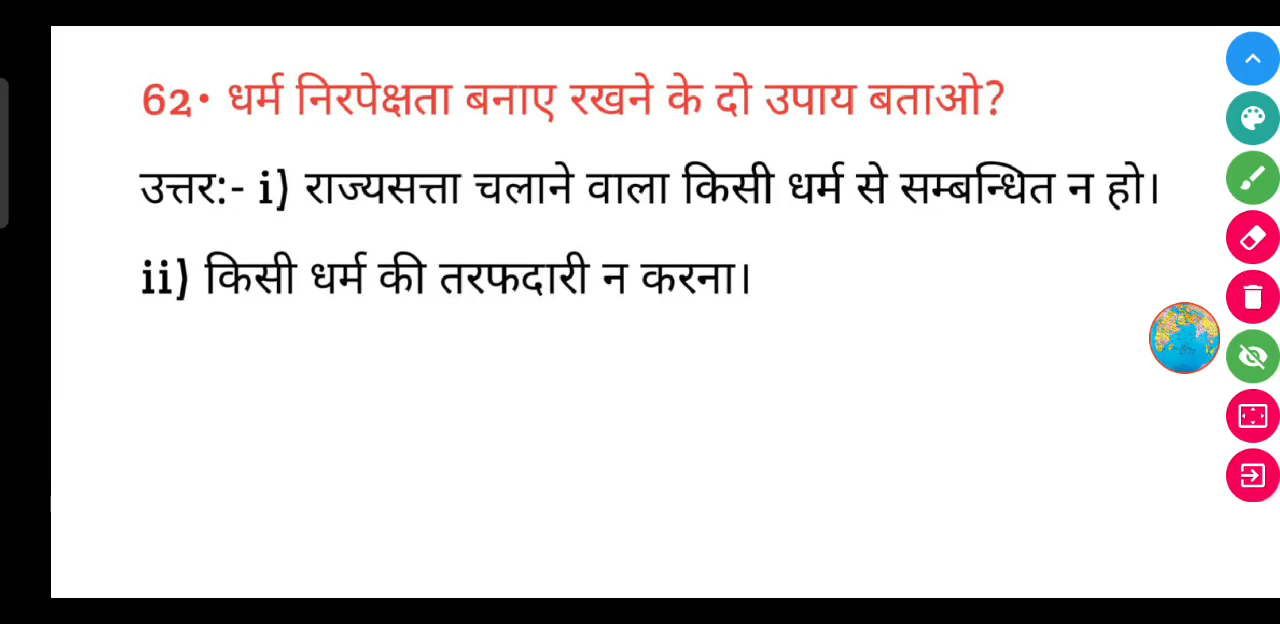 62• धर्म निरपेक्षता बनाए रखने के दो उपाय बताओ?
उत्तर:- i) राज्यसत्ता चलाने वाला किसी धर्म से सम्बन्धित न हो।
ii) किसी धर्म की तरफदारी न करना।